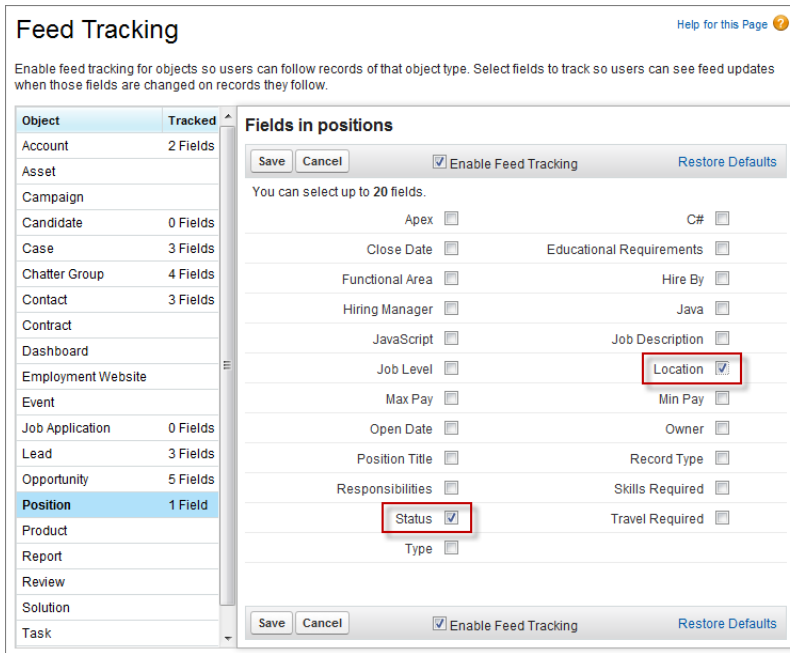 Feed Tracking
Help for this Page
Enable feed tracking for objects so users can follow records of that object type. Select fields to track so users can see feed updates
when those fields are changed on records they follow.
Object Tracked
Account 2 Fields
Asset
Campaign
Candidate 0 Fields
Case 3 Fields
Chatter Group 4 Fields
Contact 3 Fields
Contract
Dashboard
Employment Website
Event
Job Application 0 Fields
Lead 3 Fields
Opportunity 5 Fields
Position 1 Field
Product
Report
Review
Solution
Task
Fields in positions
Save Cancel Enable Feed Tracking Restore Defaults
You can select up to 20 fields.
Apex C#
Close Date Educational Requirements
Functional Area Hire By
Hiring Manager Java
JavaScript Job Description
Job Level Location
Max Pay Min Pay
Open Date Owner
Position Title Record Type
Responsibilities Skills Required
Status Travel Required
Type
Save Cancel Enable Feed Tracking Restore Defaults